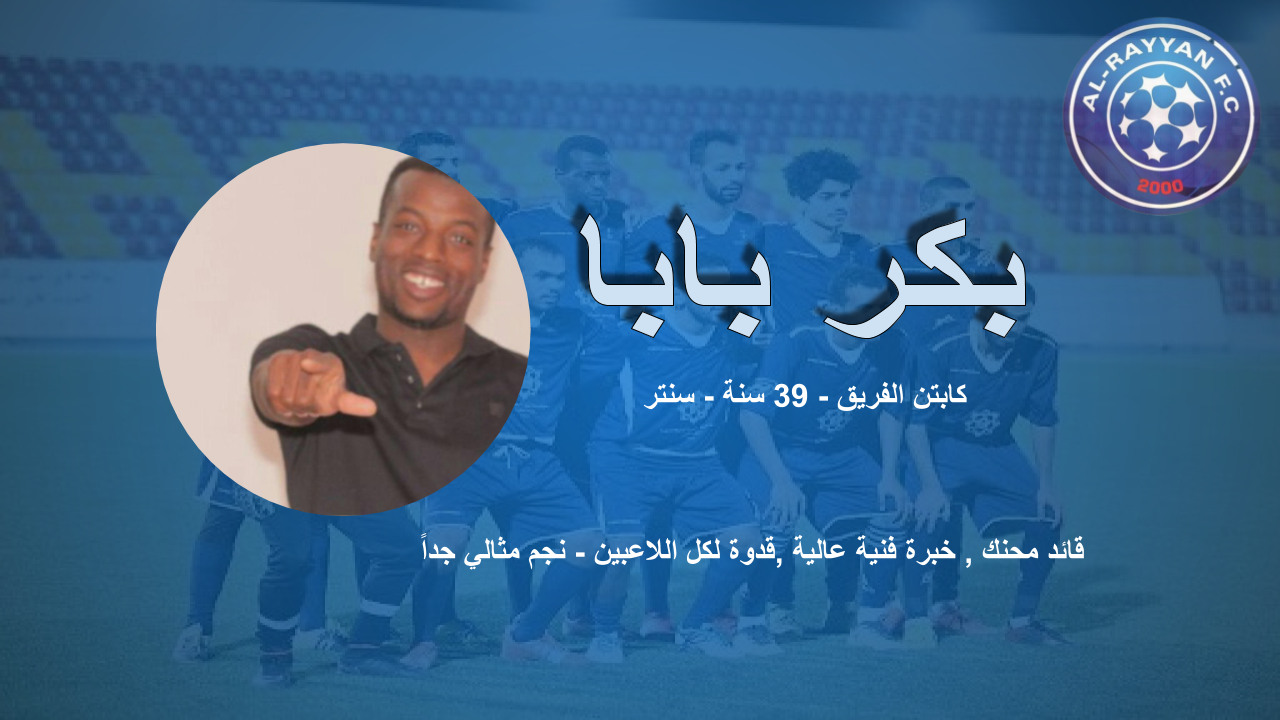 AL-RAYYAN F.C
2000
بكر بابا
كابتن الفريق - 39 سنة - سنتر
قائد محنك , خبرة فنية عالية ,قدوة لكل اللاعبين - نجم مثالي جداً